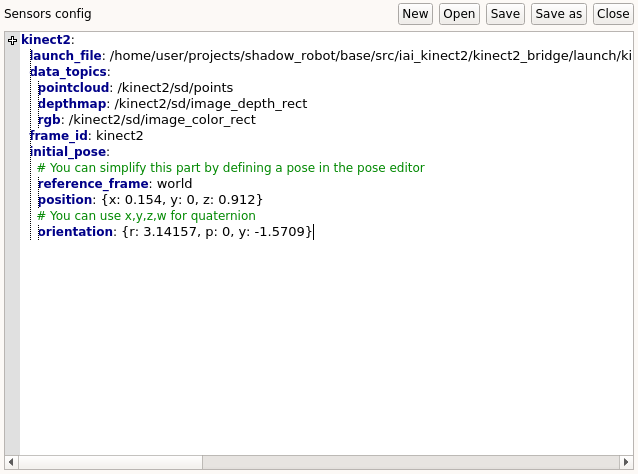 Sensors config New Open Save Save as Close
kinect2:
launch_file: /home/user/projects/shadow_robot/base/src/iai_kinect2/kinect2_bridge/launch/ki
data_topics:
pointcloud: /kinect2/sd/points
depthmap: /kinect2/sd/image_depth_rect
rgb: /kinect2/sd/image_color_rect
frame_id: kinect2
initial_pose:
# You can simplify this part by defining a pose in the pose editor
reference_frame: world
position: {x: 0.154, y: 0, z: 0.912}
# You can use x,y,z,w for quaternion
orientation: {r: 3.14157, p: 0, y: -1.5709}